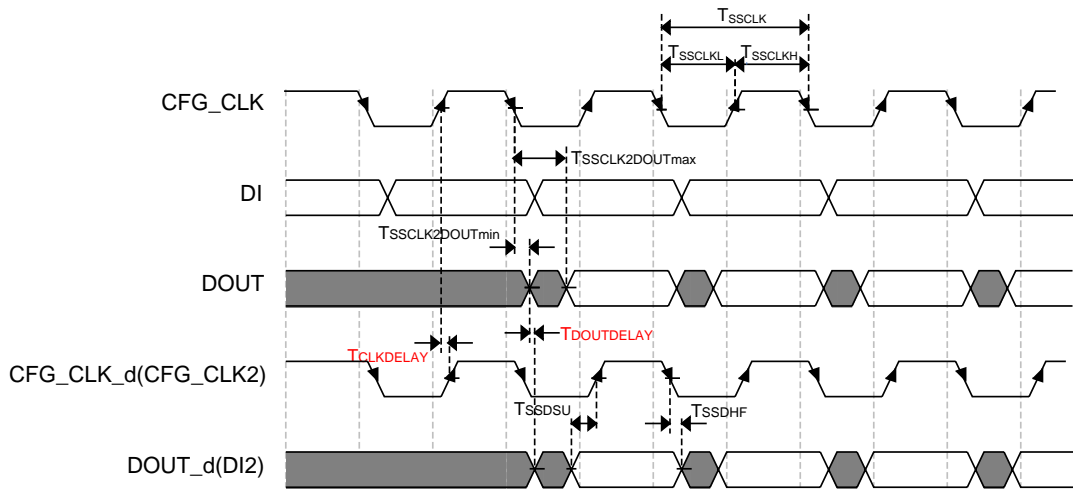 TSSCLK
TSSCLKL
TSSCLKH
CFG_CLK
TSSCLK2DOUTmax
DI
TSSCLK2DOUTmin
DOUT
TDOUTDELAY
TCLKDELAY
CFG_CLK_d(CFG_CLK2)
TSSDSU
TSSDHF
DOUT_d(DI2)